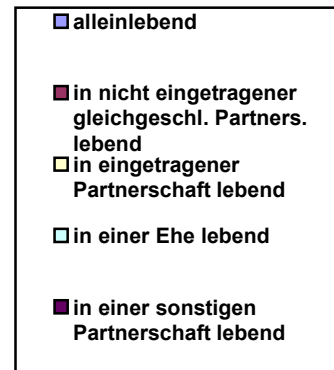 alleinlebend
in nicht eingetragener
gleichgeschl. Partners.
lebend
in eingetragener
Partnerschaft lebend
in einer Ehe lebend
in einer sonstigen
Partnerschaft lebend